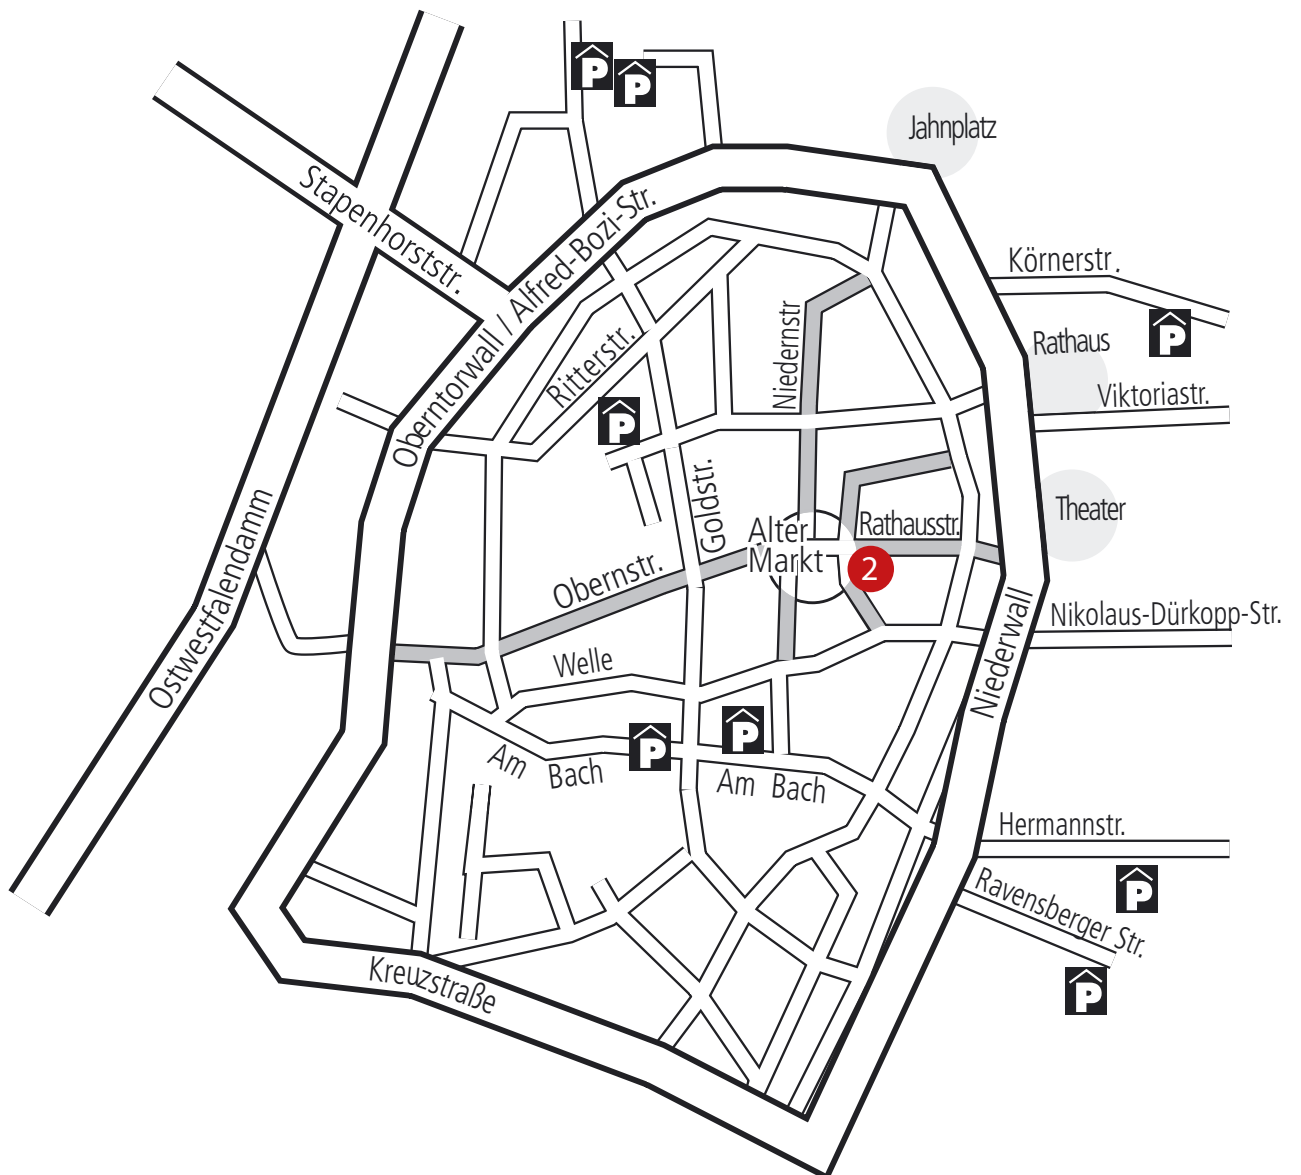 P
P
Jahnplatz
Stapenhorststr.
Oberntorwall / Alfred-Bozi-Str.
Körnerstr.
P
Rathaus
Niedernstr
Ritterstr.
Viktoriastr.
P
Goldstr.
Ostwestfalendamm
Theater
Alter
Markt
Rathausstr.
2
Obernstr.
Nikolaus-Dürkopp-Str.
Niederwall
Welle
P
P
Am Bach
Am Bach
Hermannstr.
P
Ravensberger Str.
P
Kreuzstraße